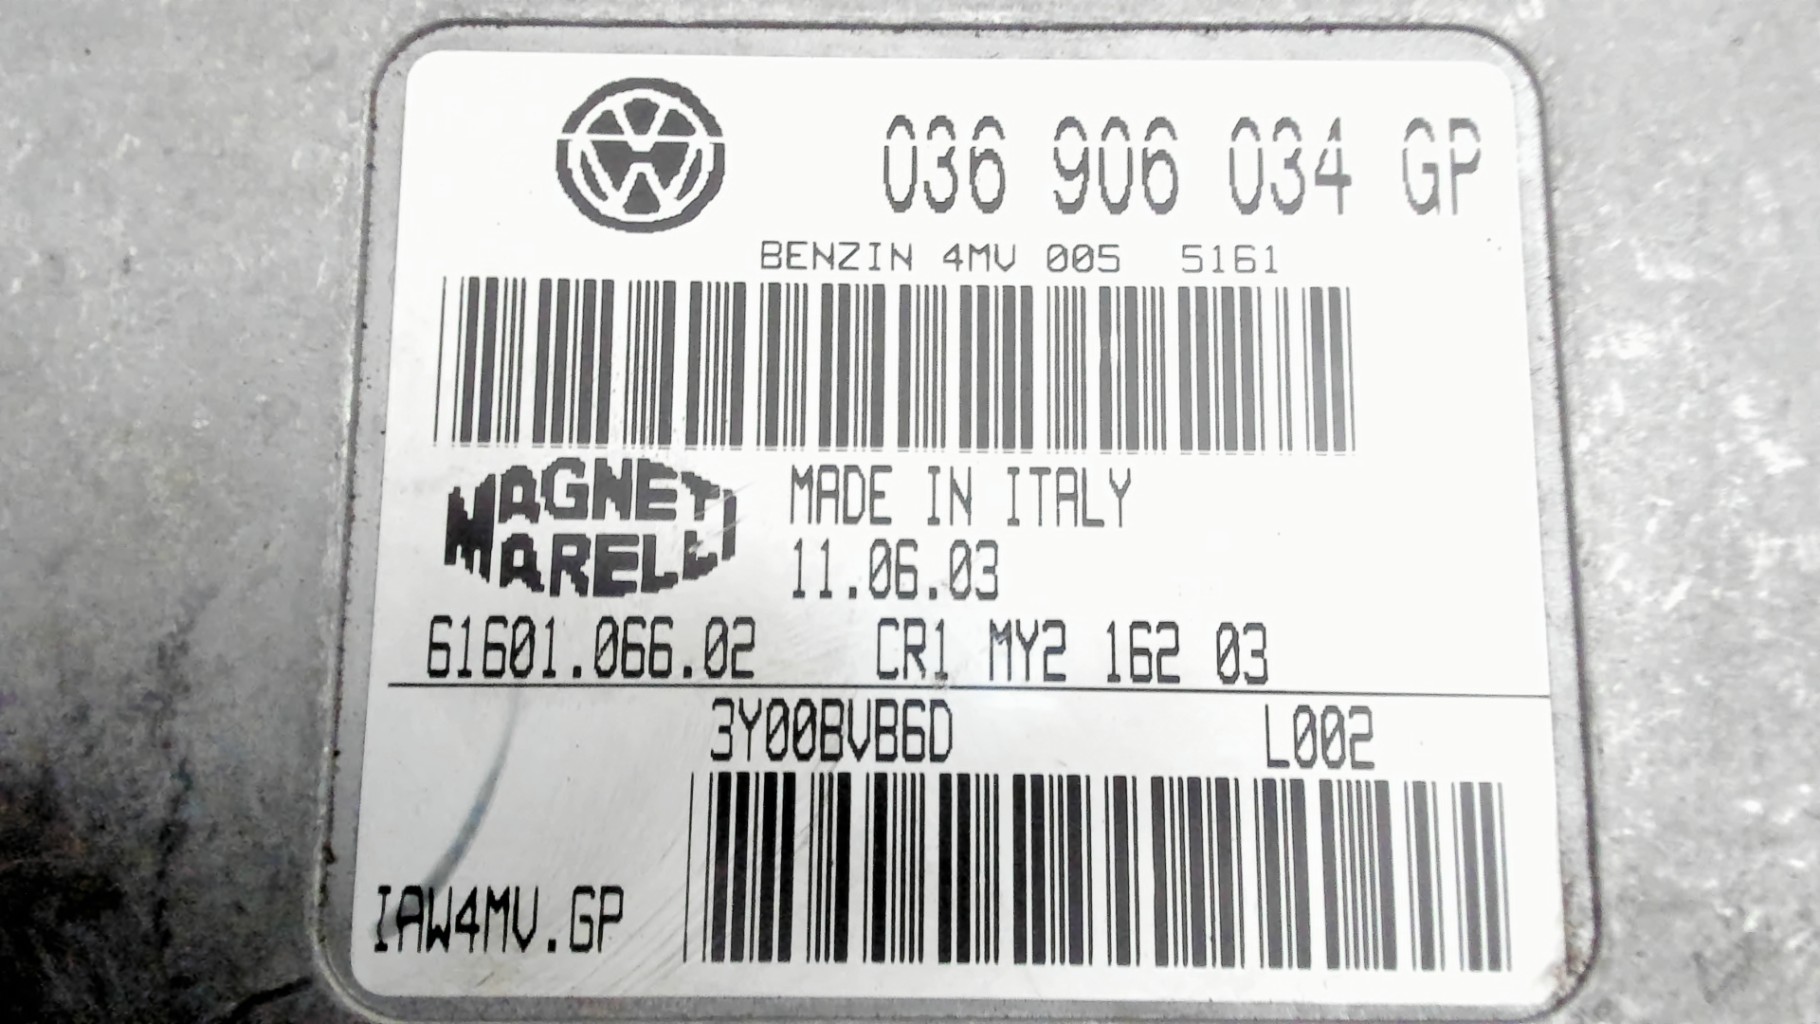 036 906 034 GP
BENZIN 4MV 005 5161
MAGNETI MARELLI
MADE IN ITALY
11.06.03
61601.066.02 CR1 MY2 162 03
3Y00BVB6D L002
IAW4MV.GP